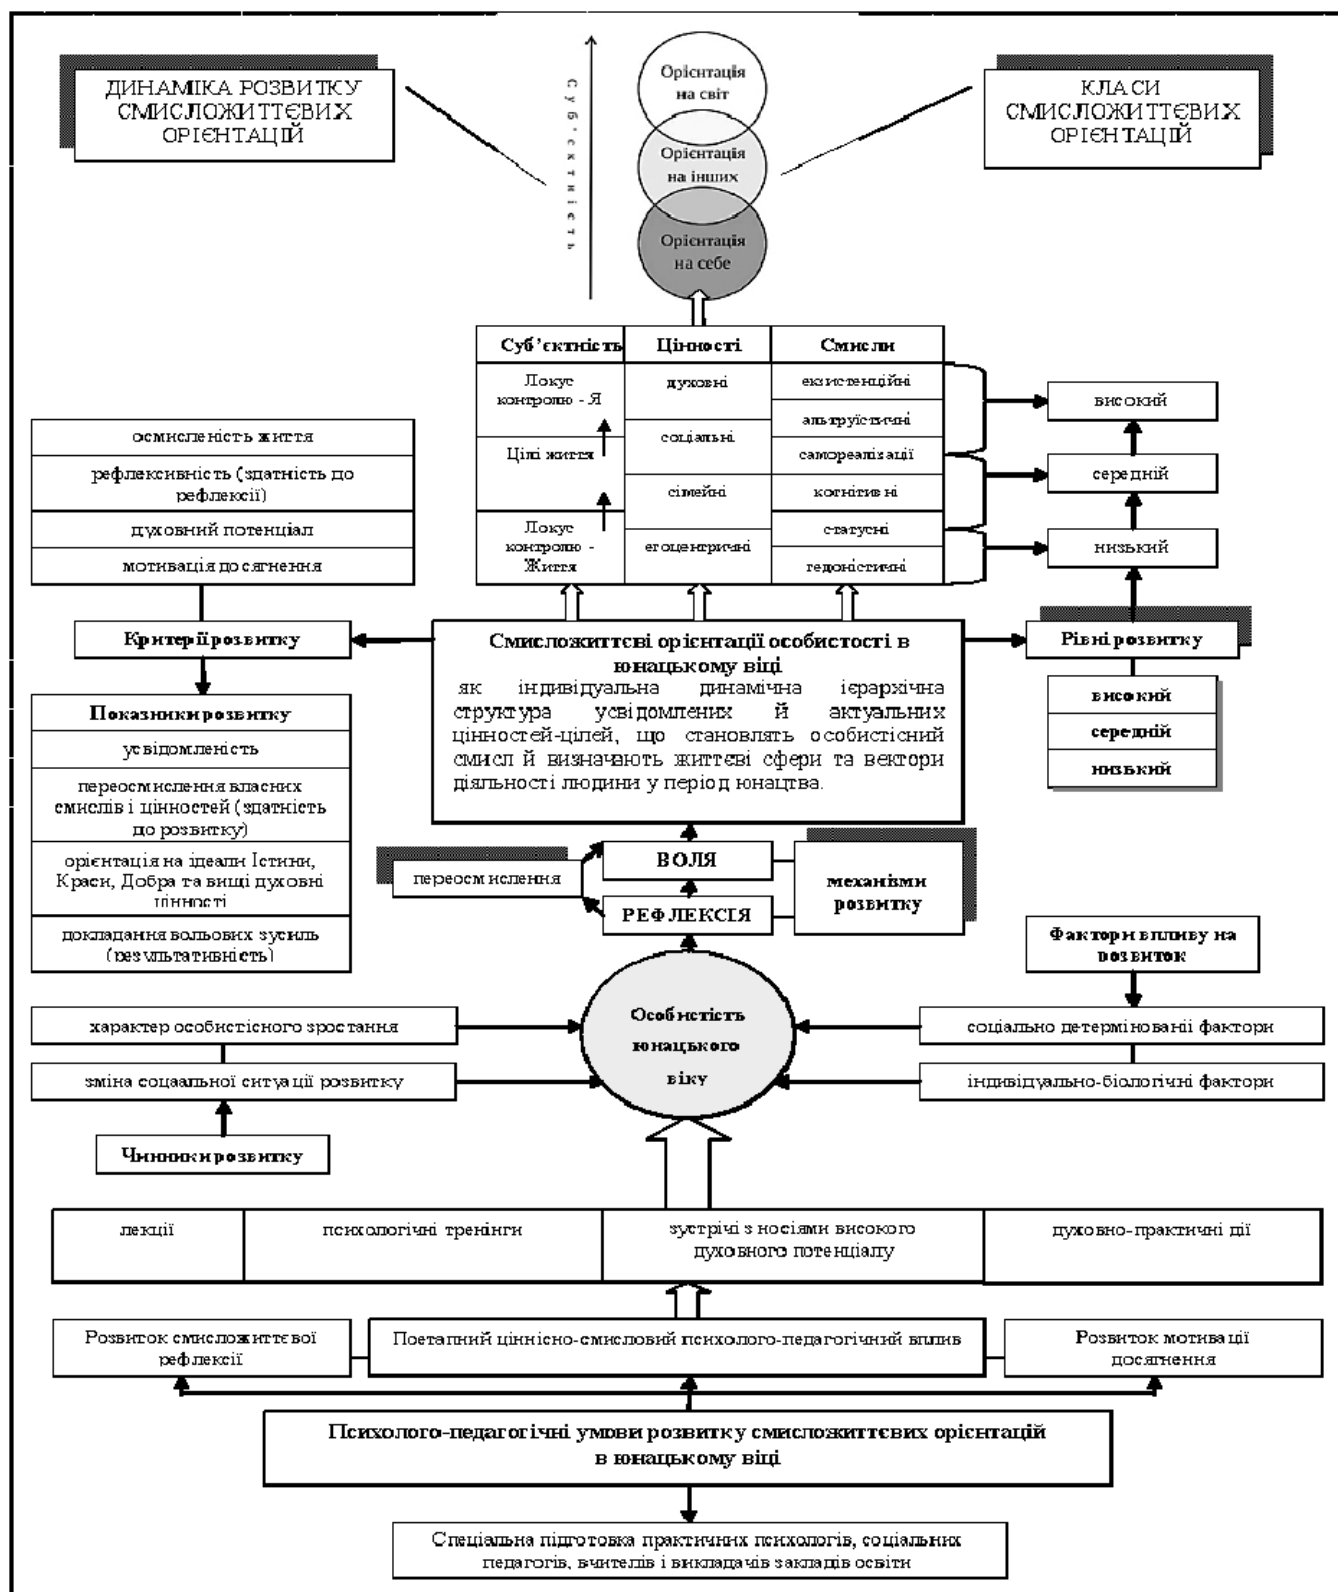 ДИНАМІКА РОЗВИТКУ
СМИСЛОЖИТТЄВИХ
ОРІЄНТАЦІЙ
Суб'єктність
Орієнтація
на світ
Орієнтація
на інших
Орієнтація
на себе
КЛАСИ
СМИСЛОЖИТТЄВИХ
ОРІЄНТАЦІЙ
Суб'єктність
Цінності
Смисли
Локус
контролю - Я
Цілі життя
Локус
контролю -
Життя
духовні
соціальні
сімейні
егоцентричні
екзистенційні
альтруїстичні
самореалізації
когнітивні
статусні
гедоністичні
високий
середній
низький
осмисленість життя
рефлексивність (здатність до
рефлексії)
духовний потенціал
мотивація досягнення
Критерії розвитку
Смисложиттєві орієнтації особистості в
юнацькому віці
як індивідуальна динамічна ієрархічна
структура усвідомлених й актуальних
цінностей-цілей, що становлять особистісний
смисл й визначають життєві сфери та вектори
діяльності людини у період юнацтва.
Рівні розвитку
високий
середній
низький
Показники розвитку
усвідомленість
переосмислення власних
смислів і цінностей (здатність
до розвитку)
орієнтація на ідеали Істини,
Краси, Добра та вищі духовні
цінності
докладання вольових зусиль
(результативність)
переосмислення
ВОЛЯ
РЕФЛЕКСІЯ
механізми
розвитку
Фактори впливу на
розвиток
Особистість
юнацького
віку
характер особистісного зростання
зміна соцаальної ситуації розвитку
Чинники розвитку
соціально детермінованіі фактори
індивидуально-біологічні фактори
лекції
психологічні тренінги
зустрічі з носіями високого
духовного потенціалу
духовно-практичні дії
Розвиток смисложиттєвої
рефлексії
Поетапний ціннісно-смисловий психолого-педагогічний вплив
Розвиток мотивації
досягнення
Психолого-педагогічні умови розвитку смисложиттєвих орієнтацій
в юнацькому віці
Спеціальна підготовка практичних психологів, соціальних
педагогів, вчителів і викладачів закладів освіти